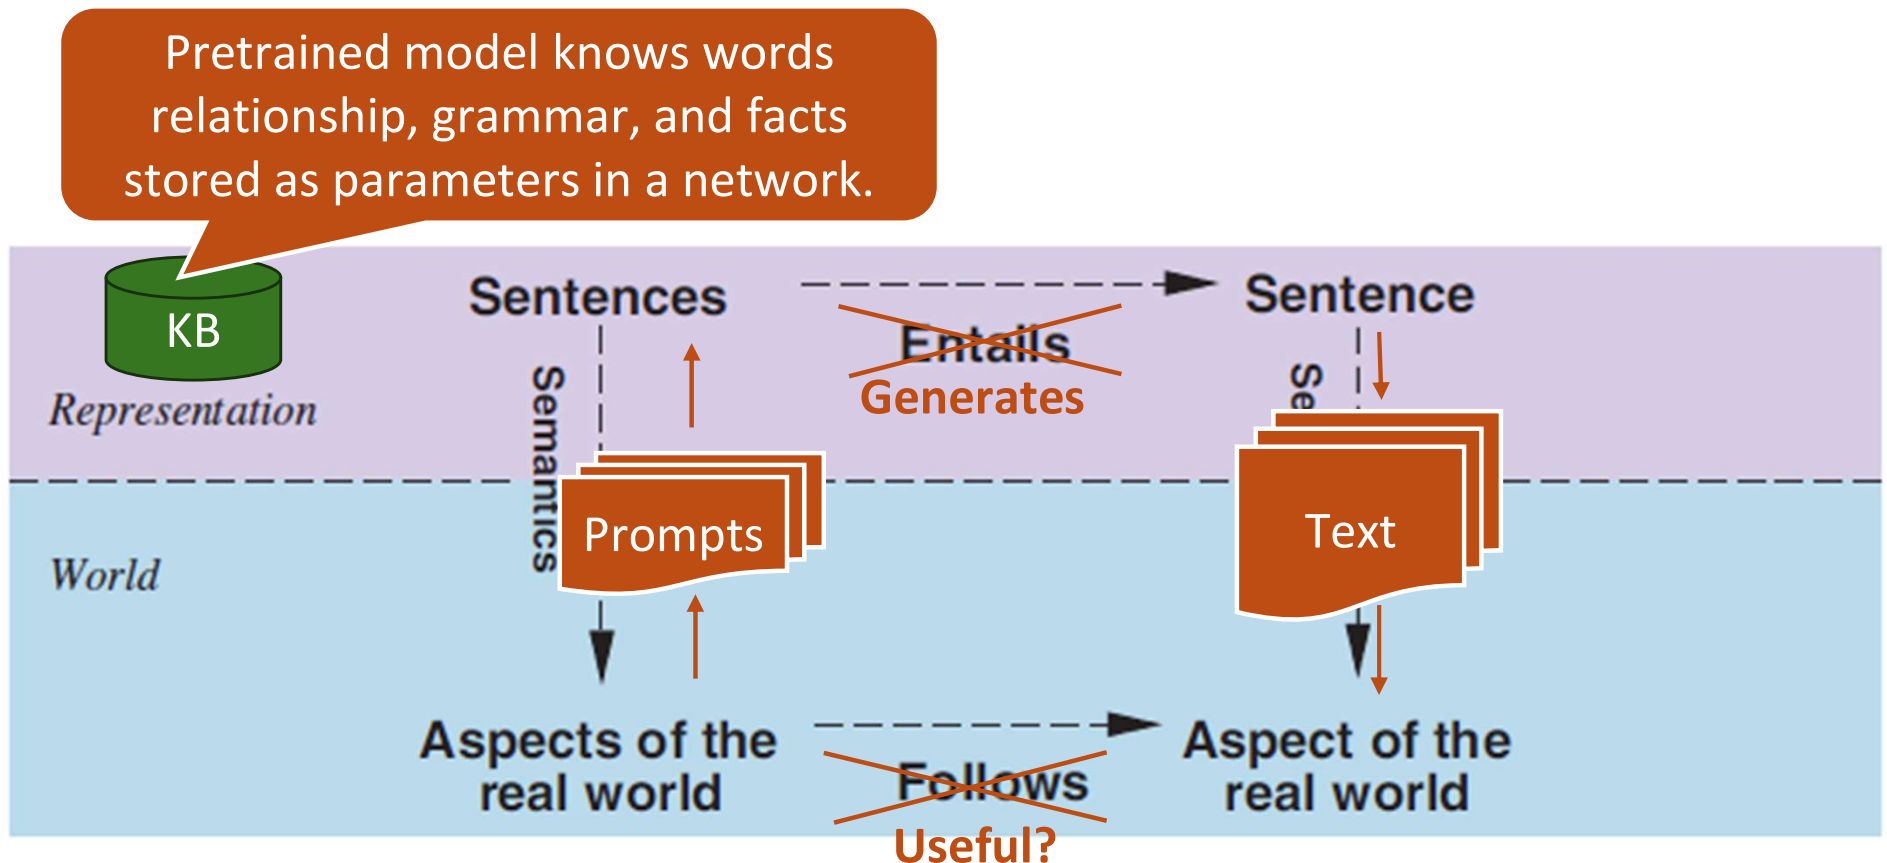 Pretrained model knows words
relationship, grammar, and facts
stored as parameters in a network.
KB
Sentences
Sentence
Entails
Generates
Representation
Semantics
Se
Prompts
Text
World
Aspects of the
real world
Follows
Useful?
Aspect of the
real world